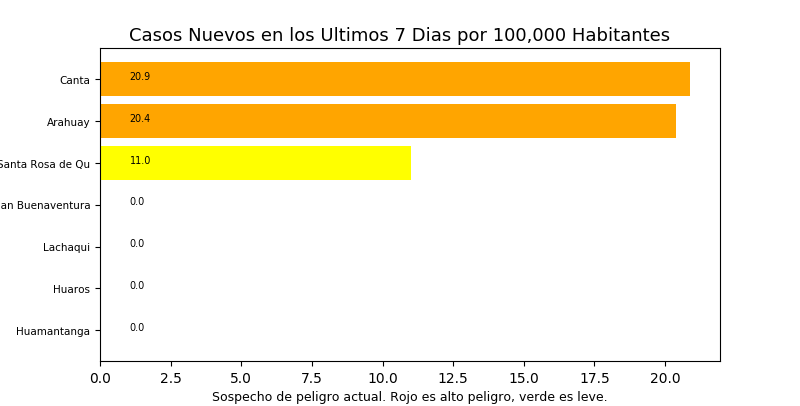 Casos Nuevos en los Ultimos 7 Dias por 100,000 Habitantes
Canta 20.9
Arahuay 20.4
Santa Rosa de Qu 11.0
an Buenaventura 0.0
Lachaqui 0.0
Huaros 0.0
Huamantanga 0.0
0.0 2.5 5.0 7.5 10.0 12.5 15.0 17.5 20.0
Sospecho de peligro actual. Rojo es alto peligro, verde es leve.